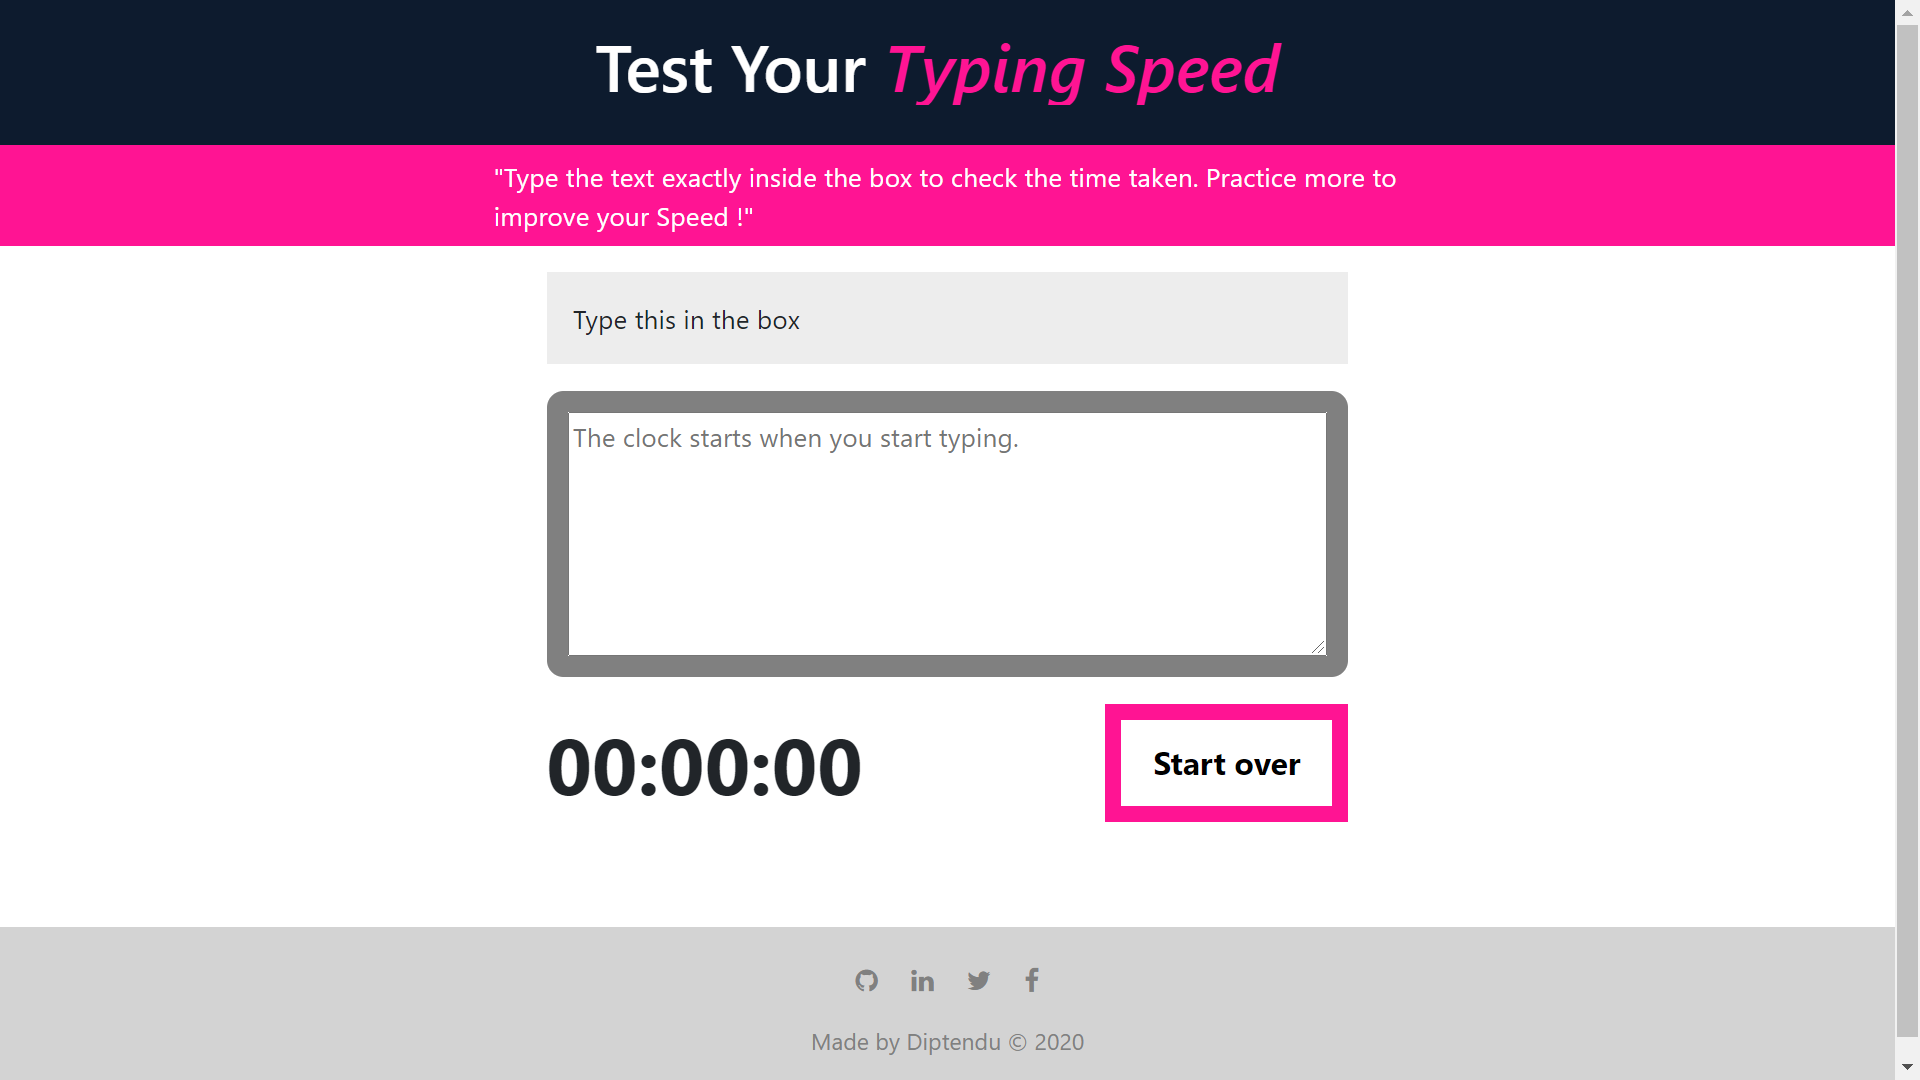 Test Your Typing Speed
"Type the text exactly inside the box to check the time taken. Practice more to
improve your Speed !"
Type this in the box
The clock starts when you start typing.
00:00:00
Start over
Made by Diptendu © 2020